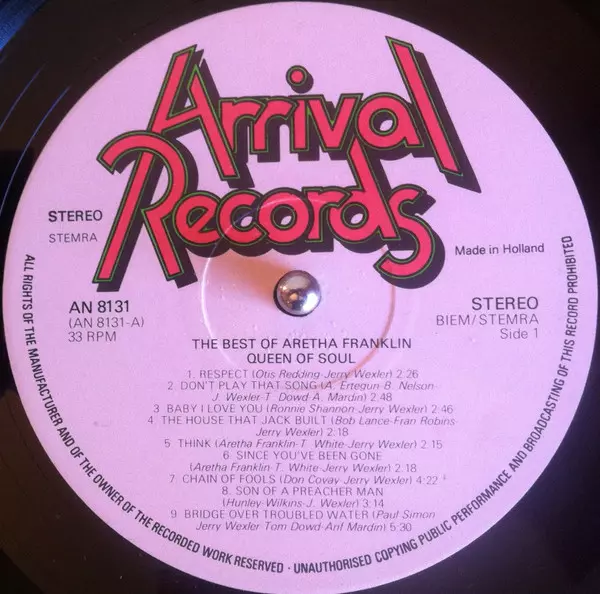 Arrival
Records
STEREO
STEMRA
Made in Holland
AN 8131
(AN 8131-A)
33 RPM
STEREO
BIEM/STEMRA
Side 1
THE BEST OF ARETHA FRANKLIN
QUEEN OF SOUL
1. RESPECT (Otis Redding-Jerry Wexler) 2:26
2. DON'T PLAY THAT SONG (A. Ertegun-B. Nelson-
J. Wexler-T. Dowd-A. Mardin) 2:48
3 BABY I LOVE YOU (Ronnie Shannon-Jerry Wexler) 2:46
4. THE HOUSE THAT JACK BUILT (Bob Lance-Fran Robins-
Jerry Wexler) 2:18
5 THINK (Aretha Franklin-T. White-Jerry Wexler) 2.15
6 SINCE YOU'VE BEEN GONE
(Aretha Franklin-T. White-Jerry Wexler) 2.18
7 CHAIN OF FOOLS (Don Covay-Jerry Wexler) 4:22
8. SON OF A PREACHER MAN
(Hunley-Wilkins-J. Wexler) 3:14
9 BRIDGE OVER TROUBLED WATER (Paul Simon
Jerry Wexler-Tom Dowd-Arif Mardin) 5:30
ALL RIGHTS OF THE MANUFACTURER AND OF THE OWNER OF THE RECORDED WORK RESERVED - UNAUTHORISED COPYING PUBLIC PERFORMANCE AND BROADCASTING OF THIS RECORD PROHIBITED